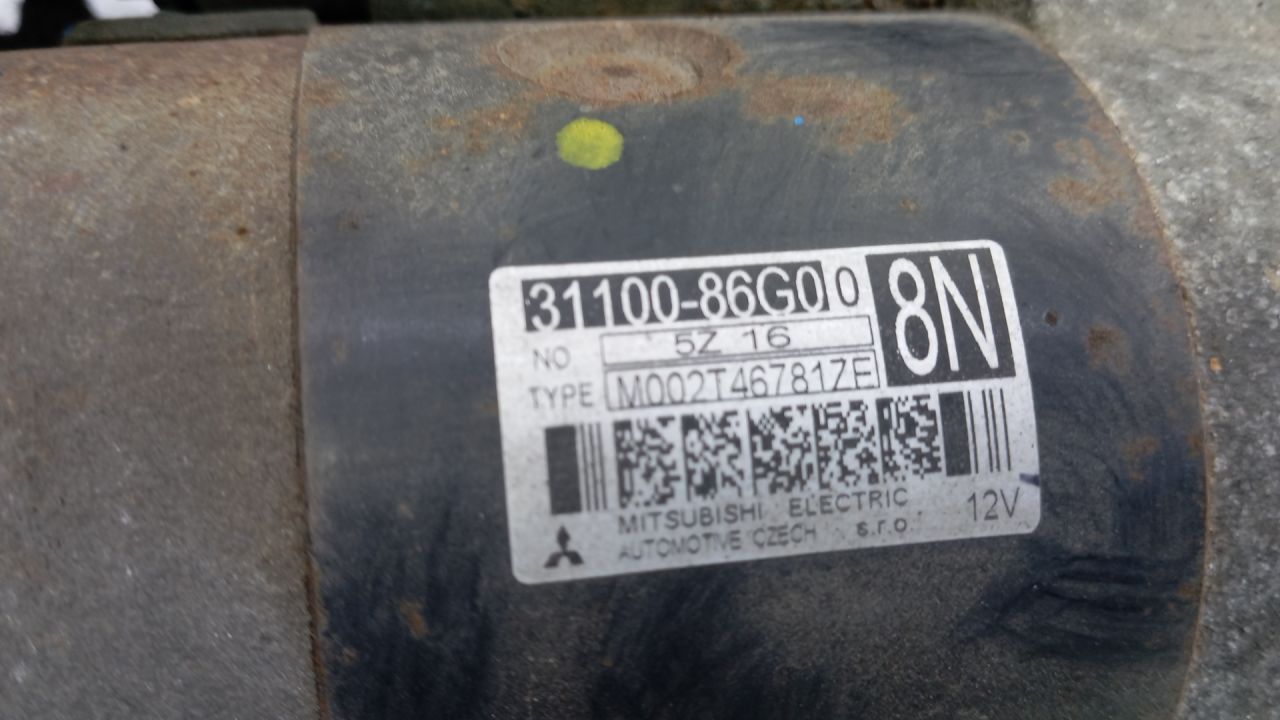 31100-86G00
8N
NO 5Z 16
TYPE M002T46781ZE
MITSUBISHI ELECTRIC
AUTOMOTIVE CZECH s.r.o.
12V